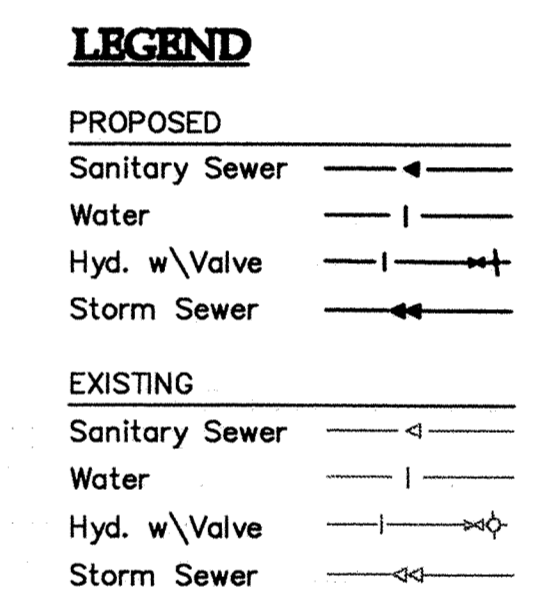 LEGEND
PROPOSED
Sanitary Sewer
Water
Hyd. w\Valve
Storm Sewer
EXISTING
Sanitary Sewer
Water
Hyd. w\Valve
Storm Sewer